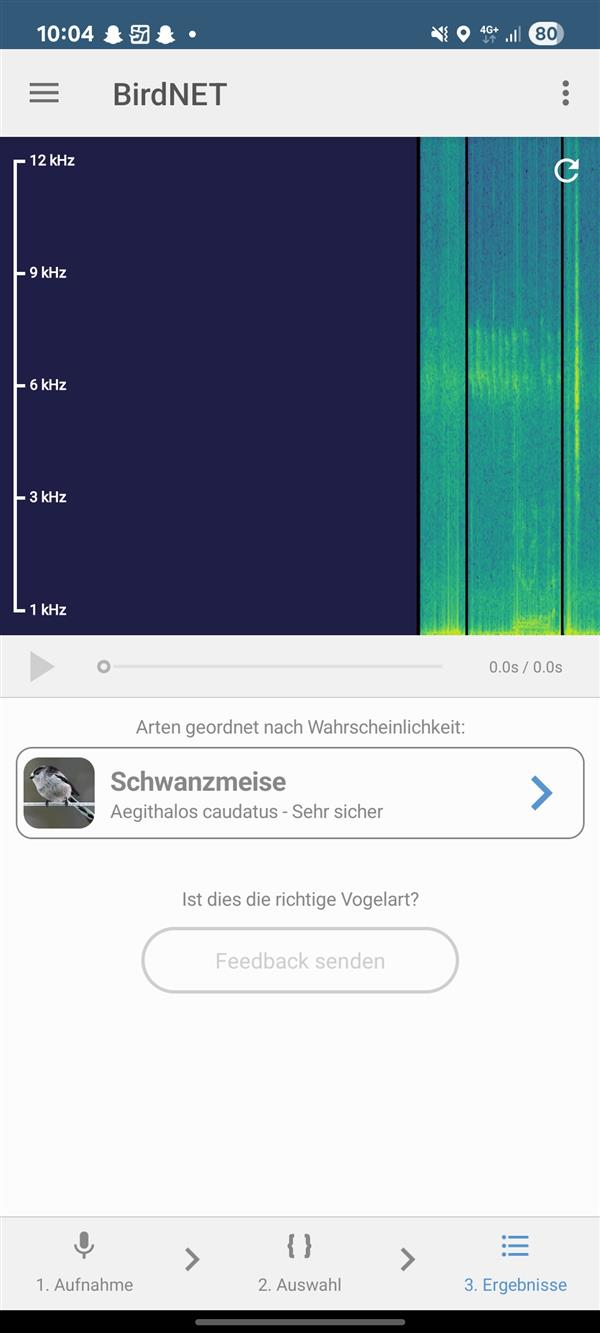 10:04
4G+
80
BirdNET
12 kHz
9 kHz
6 kHz
3 kHz
1 kHz
0.0s / 0.0s
Arten geordnet nach Wahrscheinlichkeit:
Schwanzmeise
Aegithalos caudatus - Sehr sicher
Ist dies die richtige Vogelart?
Feedback senden
1. Aufnahme
2. Auswahl
3. Ergebnisse